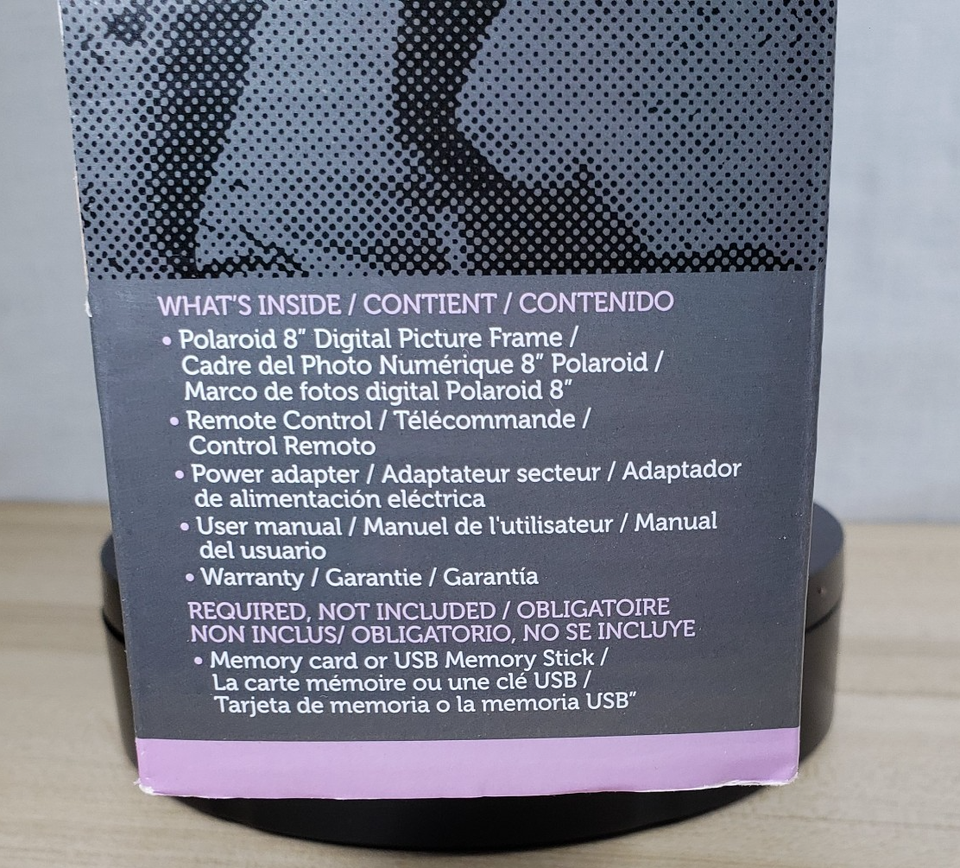 WHAT'S INSIDE / CONTIENT / CONTENIDO
• Polaroid 8" Digital Picture Frame /
Cadre del Photo Numérique 8" Polaroid /
Marco de fotos digital Polaroid 8"
• Remote Control / Télécommande /
Control Remoto
• Power adapter / Adaptateur secteur / Adaptador
de alimentación eléctrica
• User manual / Manuel de l'utilisateur / Manual
del usuario
• Warranty / Garantie / Garantía
REQUIRED, NOT INCLUDED / OBLIGATOIRE
NON INCLUS/ OBLIGATORIO, NO SE INCLUYE
• Memory card or USB Memory Stick /
La carte mémoire ou une clé USB /
Tarjeta de memoria o la memoria USB"